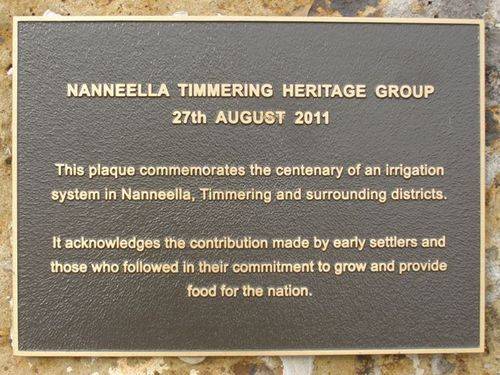 NANNEELLA TIMMERING HERITAGE GROUP
27th AUGUST 2011
This plaque commemorates the centenary of an irrigation
system in Nanneella, Timmering and surrounding districts.
It acknowledges the contribution made by early settlers and
those who followed in their commitment to grow and provide
food for the nation.